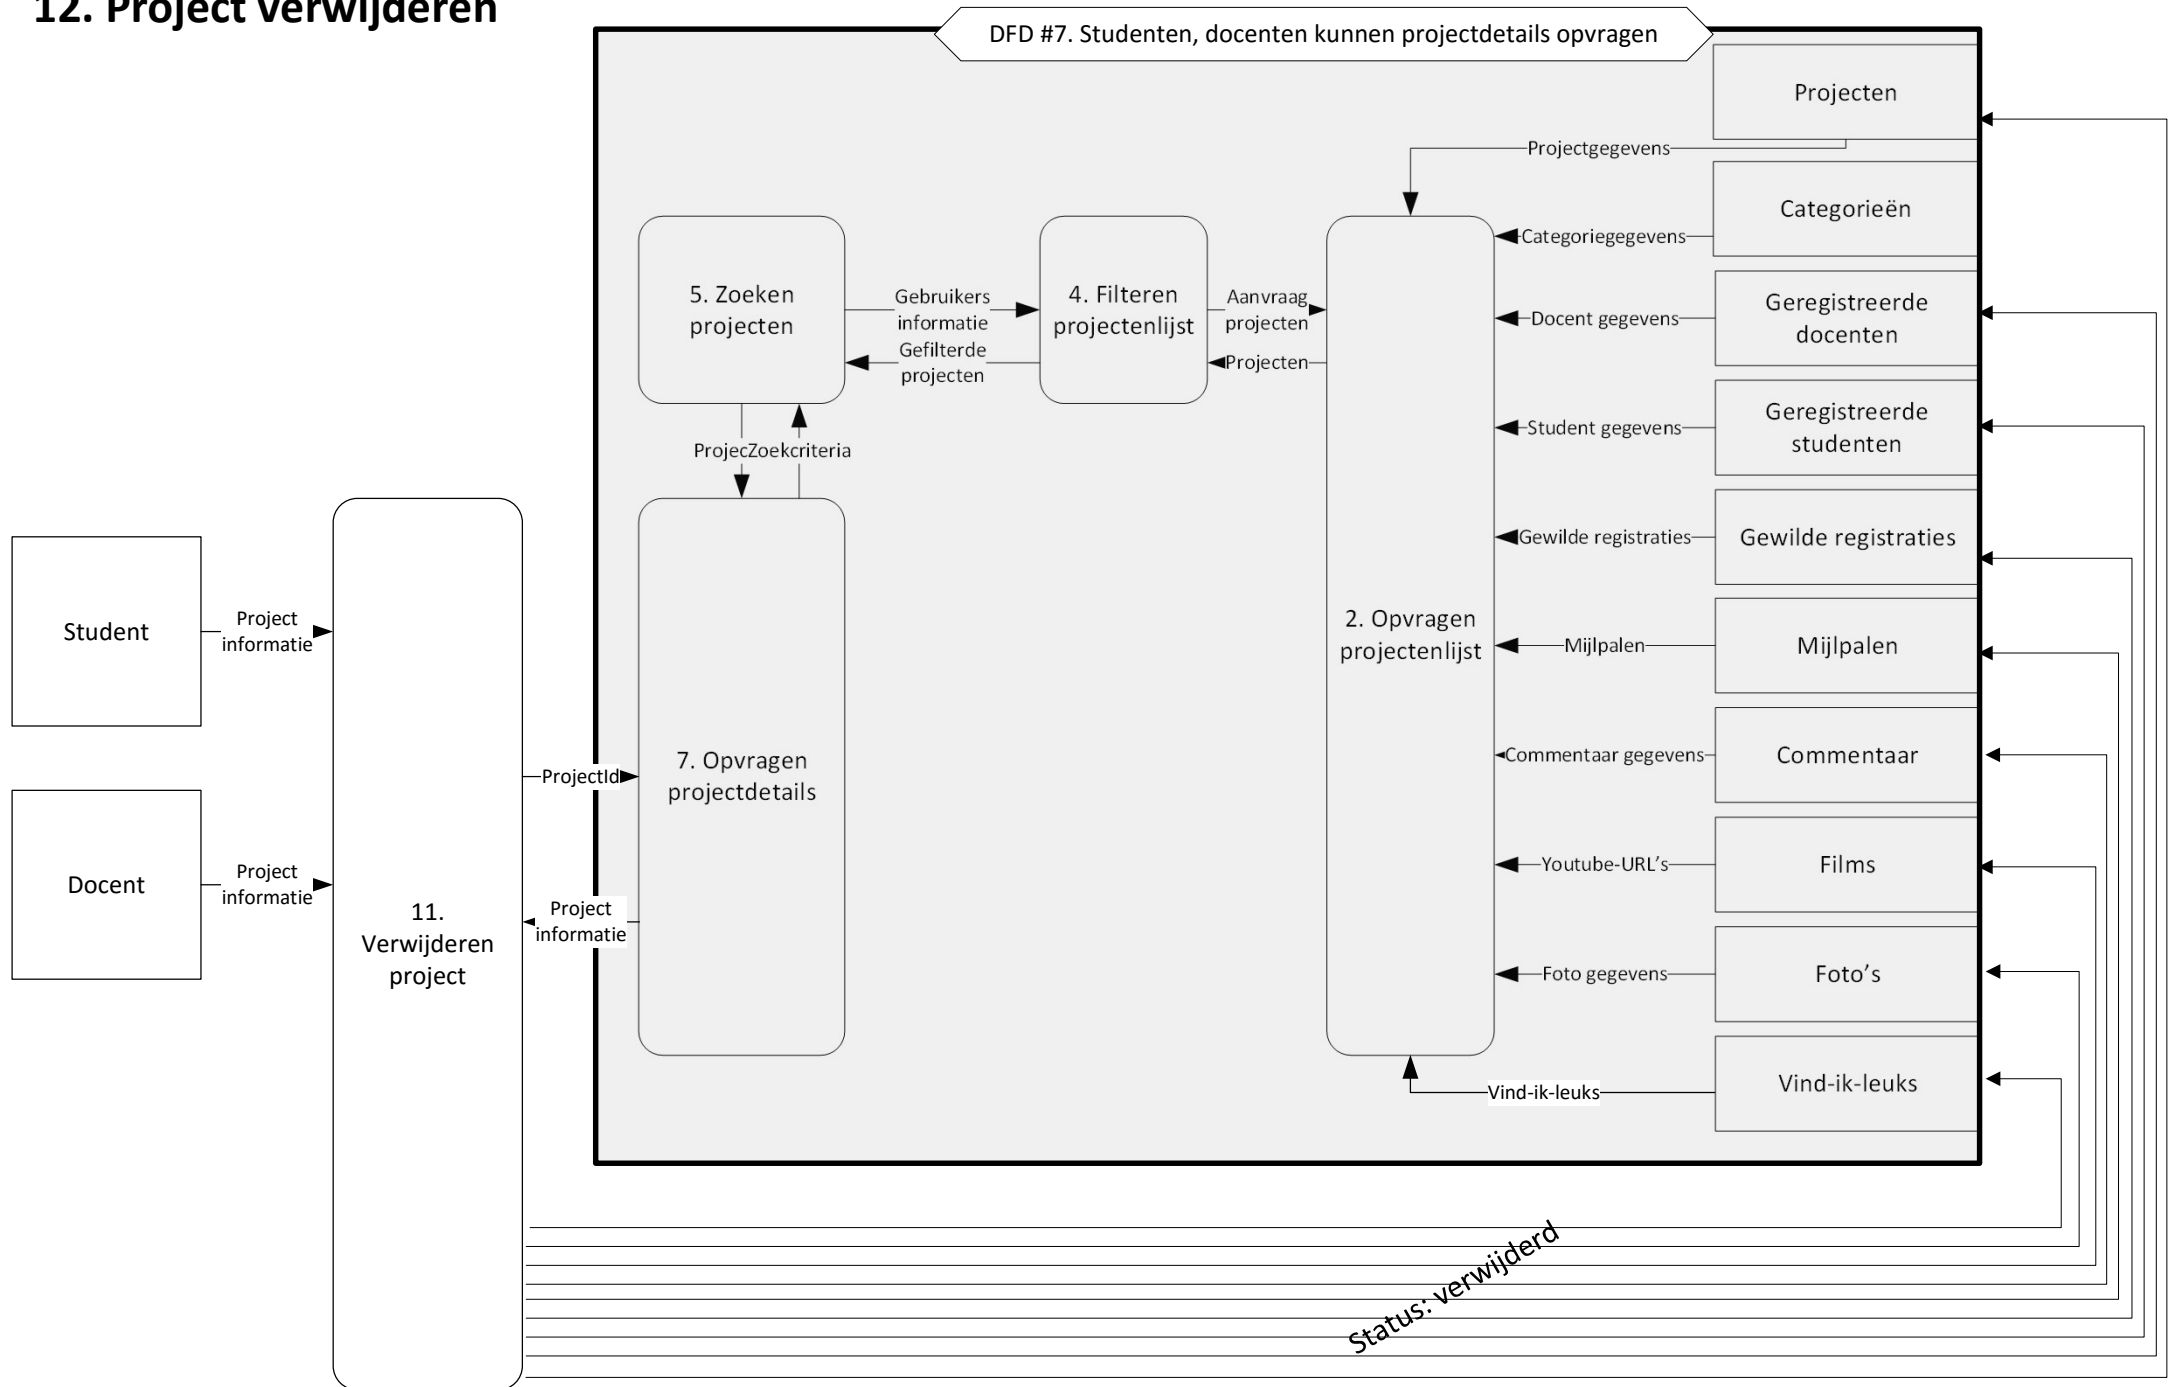 12. Project verwijderen
DFD #7. Studenten, docenten kunnen projectdetails opvragen
Projecten
Projectgegevens
Categorieën
Categoriegegevens
5. Zoeken
projecten
Gebruikers
informatie
Gefilterde
projecten
4. Filteren
projectenlijst
Aanvraag
projecten
Projecten
Docent gegevens
Geregistreerde
docenten
Student gegevens
Geregistreerde
studenten
Projec
Zoekcriteria
Gewilde registraties
Gewilde registraties
Student
Project
informatie
2. Opvragen
projectenlijst
Mijlpalen
Mijlpalen
7. Opvragen
projectdetails
ProjectId
Commentaar gegevens
Commentaar
Docent
Project
informatie
11.
Verwijderen
project
Project
informatie
Youtube-URL’s
Films
Foto gegevens
Foto’s
Vind-ik-leuks
Vind-ik-leuks
Status: verwijderd